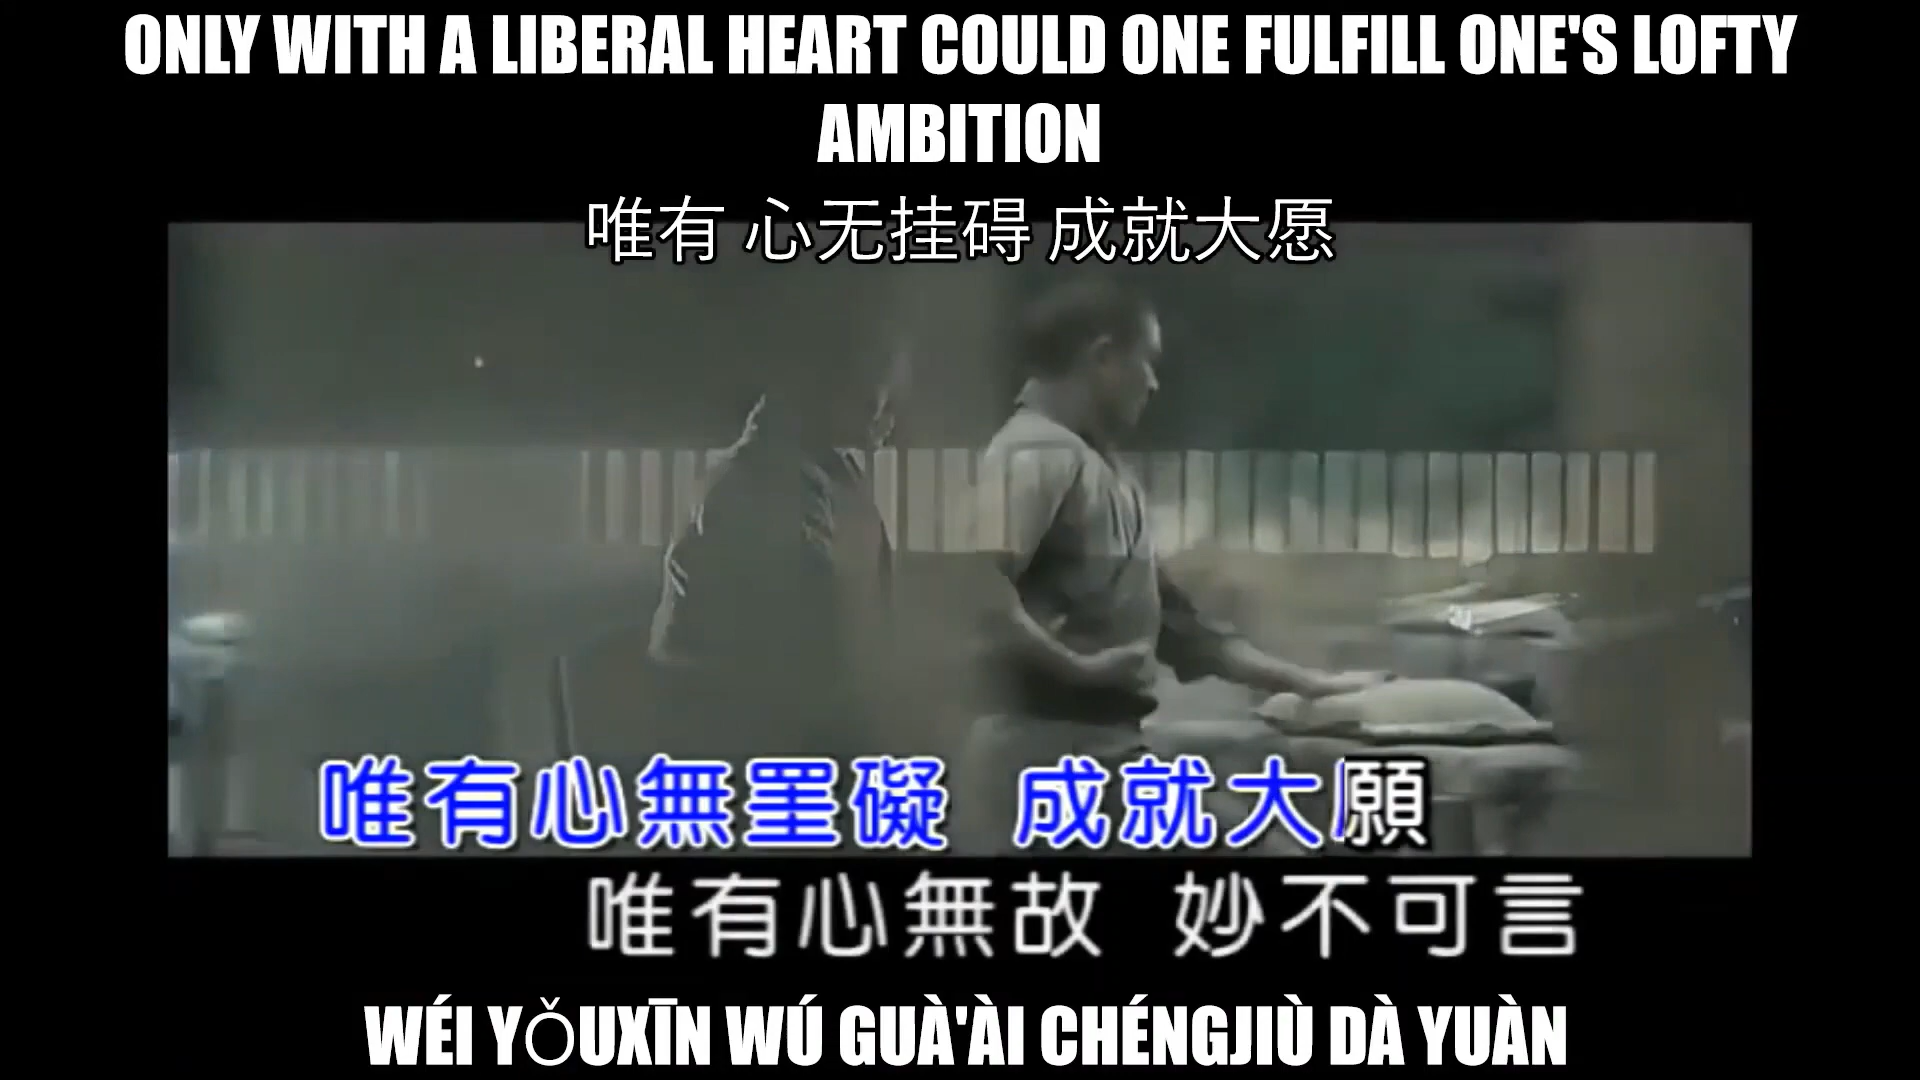 ONLY WITH A LIBERAL HEART COULD ONE FULFILL ONE'S LOFTY
AMBITION
唯有 心无挂碍 成就大愿
唯有心無罣礙 成就大願
唯有心無故 妙不可言
WÉI YǑUXĪN WÚ GUÀ'ÀI CHÉNGJIÙ DÀ YUÀN